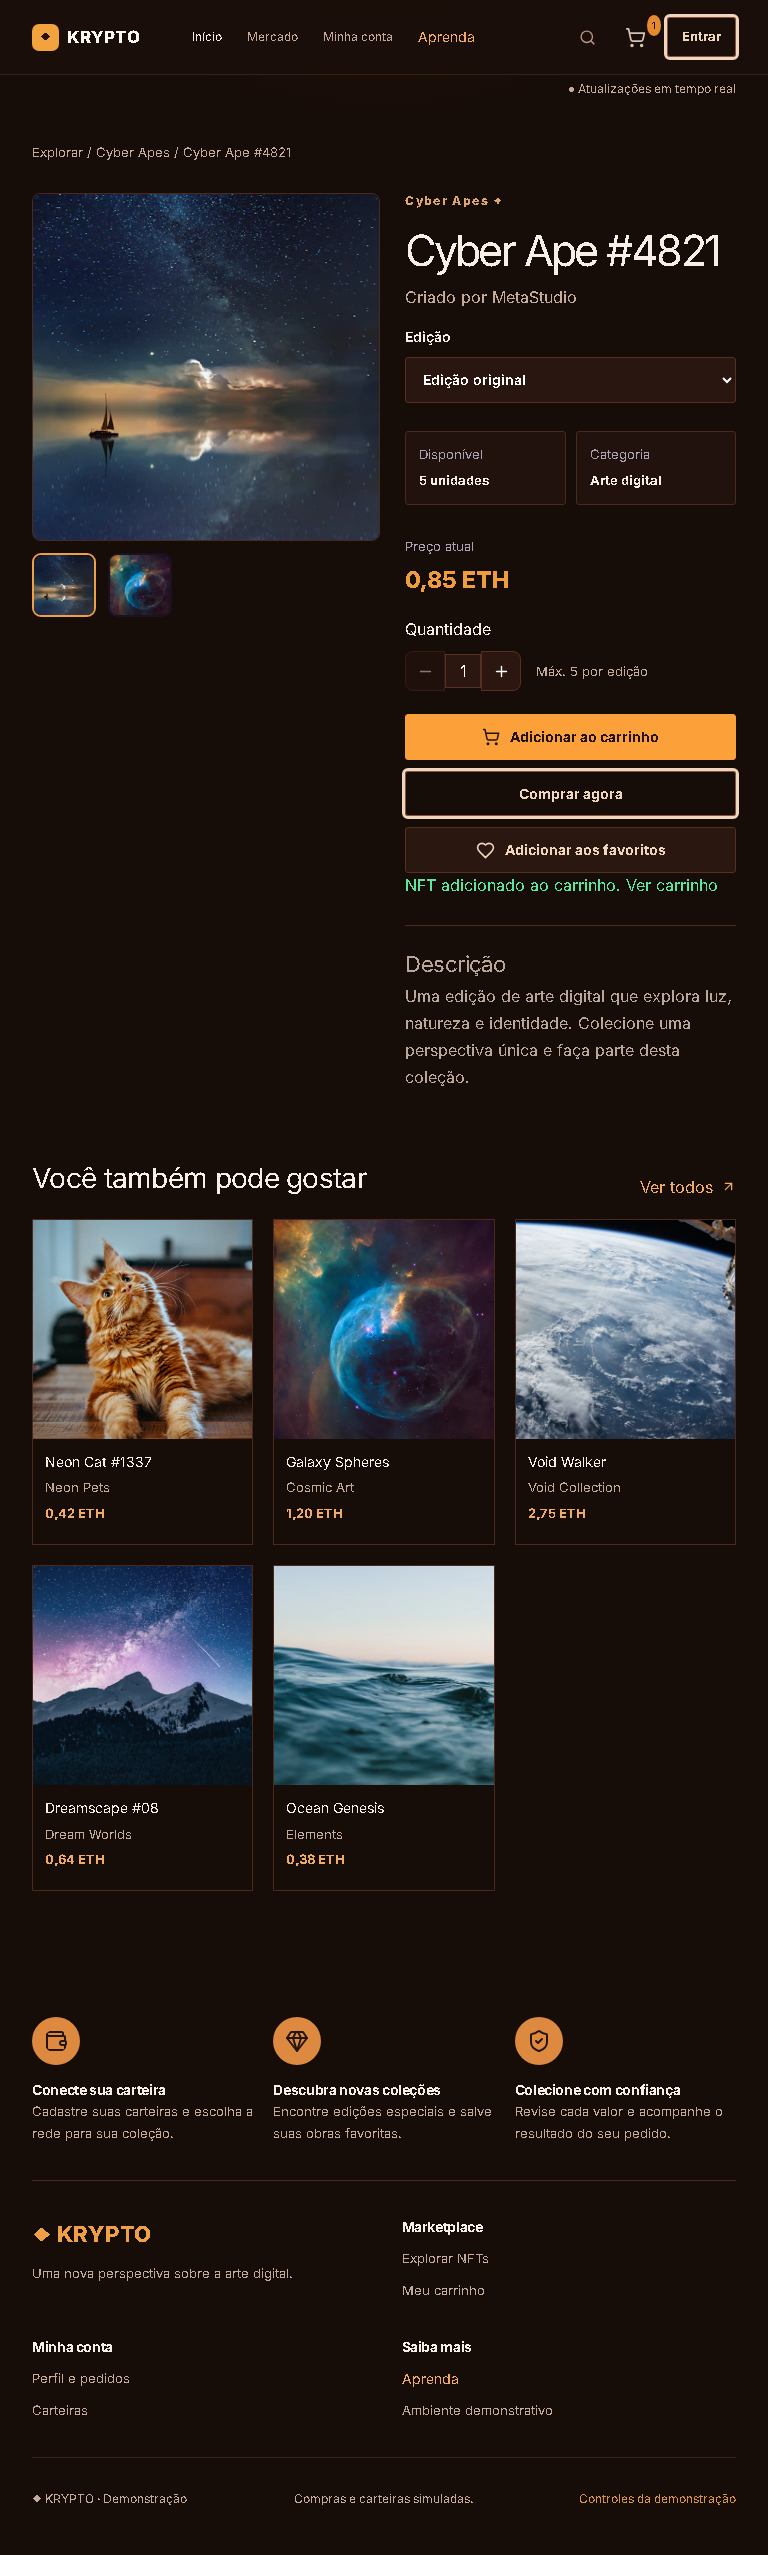 KRYPTO
Início
Mercado
Minha conta
Aprenda
1
Entrar
Atualizações em tempo real
Explorar / Cyber Apes / Cyber Ape #4821
Cyber Apes
Cyber Ape #4821
Criado por MetaStudio
Edição
Edição original
Disponível
5 unidades
Categoria
Arte digital
Preço atual
0,85 ETH
Quantidade
− 1 +
Máx. 5 por edição
Adicionar ao carrinho
Comprar agora
Adicionar aos favoritos
NFT adicionado ao carrinho. Ver carrinho
Descrição
Uma edição de arte digital que explora luz,
natureza e identidade. Colecione uma
perspectiva única e faça parte desta
coleção.
Você também pode gostar
Ver todos
Neon Cat #1337
Neon Pets
0,42 ETH
Galaxy Spheres
Cosmic Art
1,20 ETH
Void Walker
Void Collection
2,75 ETH
Dreamscape #08
Dream Worlds
0,64 ETH
Ocean Genesis
Elements
0,38 ETH
Conecte sua carteira
Cadastre suas carteiras e escolha a
rede para sua coleção.
Descubra novas coleções
Encontre edições especiais e salve
suas obras favoritas.
Colecione com confiança
Revise cada valor e acompanhe o
resultado do seu pedido.
KRYPTO
Uma nova perspectiva sobre a arte digital.
Marketplace
Explorar NFTs
Meu carrinho
Minha conta
Perfil e pedidos
Carteiras
Saiba mais
Aprenda
Ambiente demonstrativo
KRYPTO · Demonstração
Compras e carteiras simuladas.
Controles da demonstração